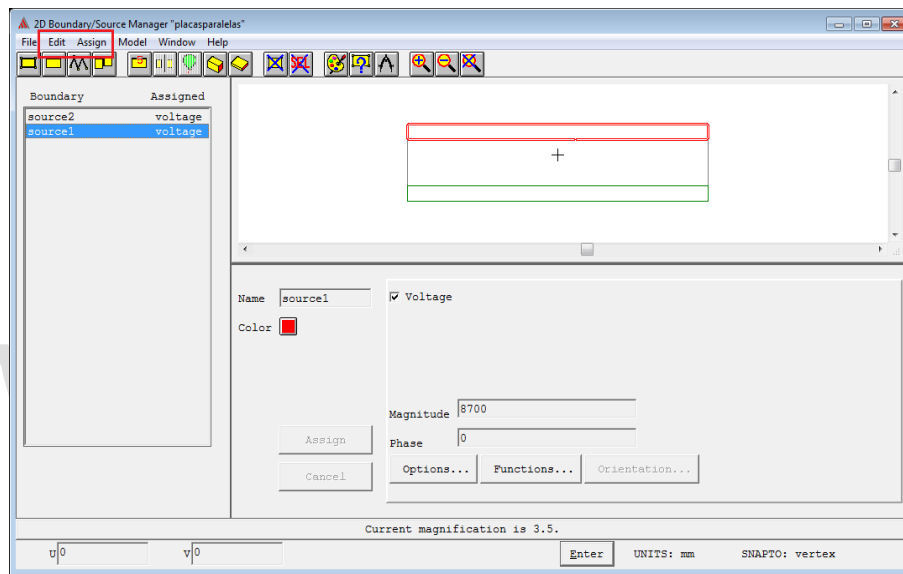 2D Boundary/Source Manager "placasparalelas"
File Edit Assign Model Window Help
Boundary Assigned
source2 voltage
source1 voltage
Name source1
Voltage
Color
Magnitude 8700
Assign
Phase 0
Cancel
Options... Functions... Orientation...
Current magnification is 3.5.
U 0 V 0 Enter UNITS: mm SNAPTO: vertex